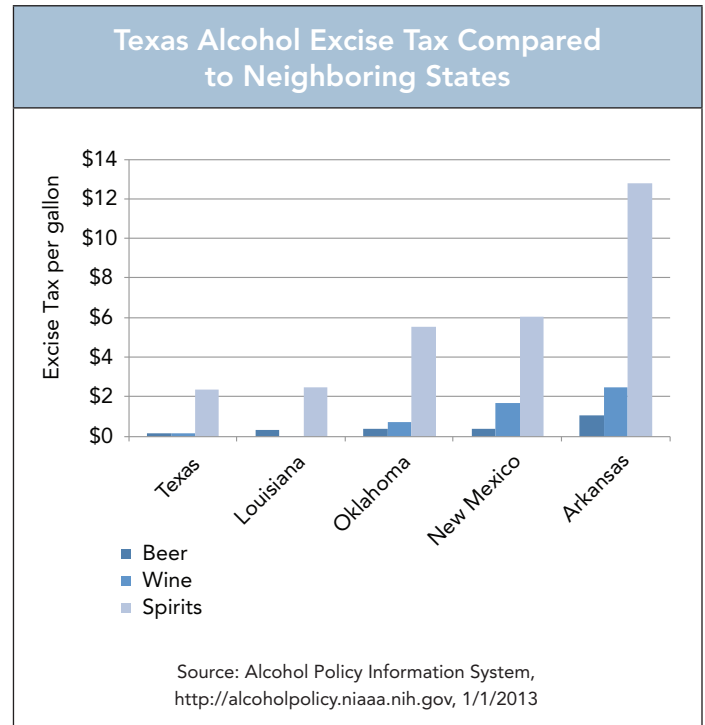 Texas Alcohol Excise Tax Compared
to Neighboring States
Excise Tax per gallon
$14
$12
$10
$8
$6
$4
$2
$0
Texas
Louisiana
Oklahoma
New Mexico
Arkansas
Beer
Wine
Spirits
Source: Alcohol Policy Information System,
http://alcoholpolicy.niaaa.nih.gov, 1/1/2013